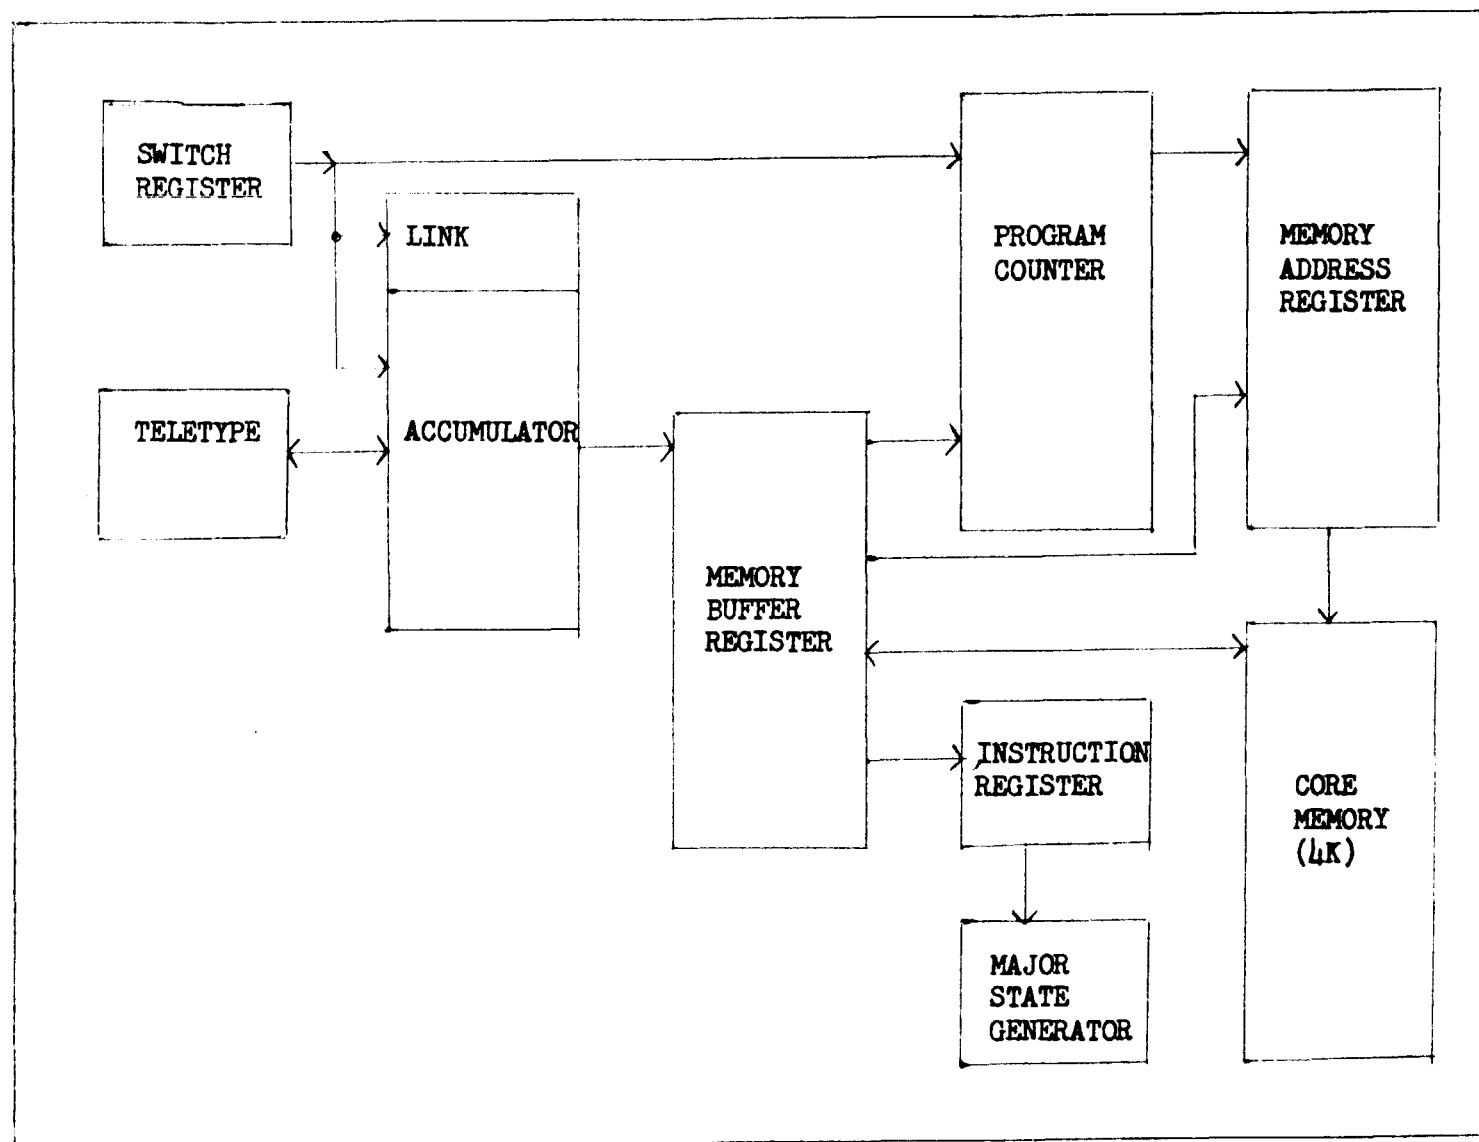 SWITCH
REGISTER
LINK
PROGRAM
COUNTER
MEMORY
ADDRESS
REGISTER
TELETYPE
ACCUMULATOR
MEMORY
BUFFER
REGISTER
INSTRUCTION
REGISTER
CORE
MEMORY
(4K)
MAJOR
STATE
GENERATOR